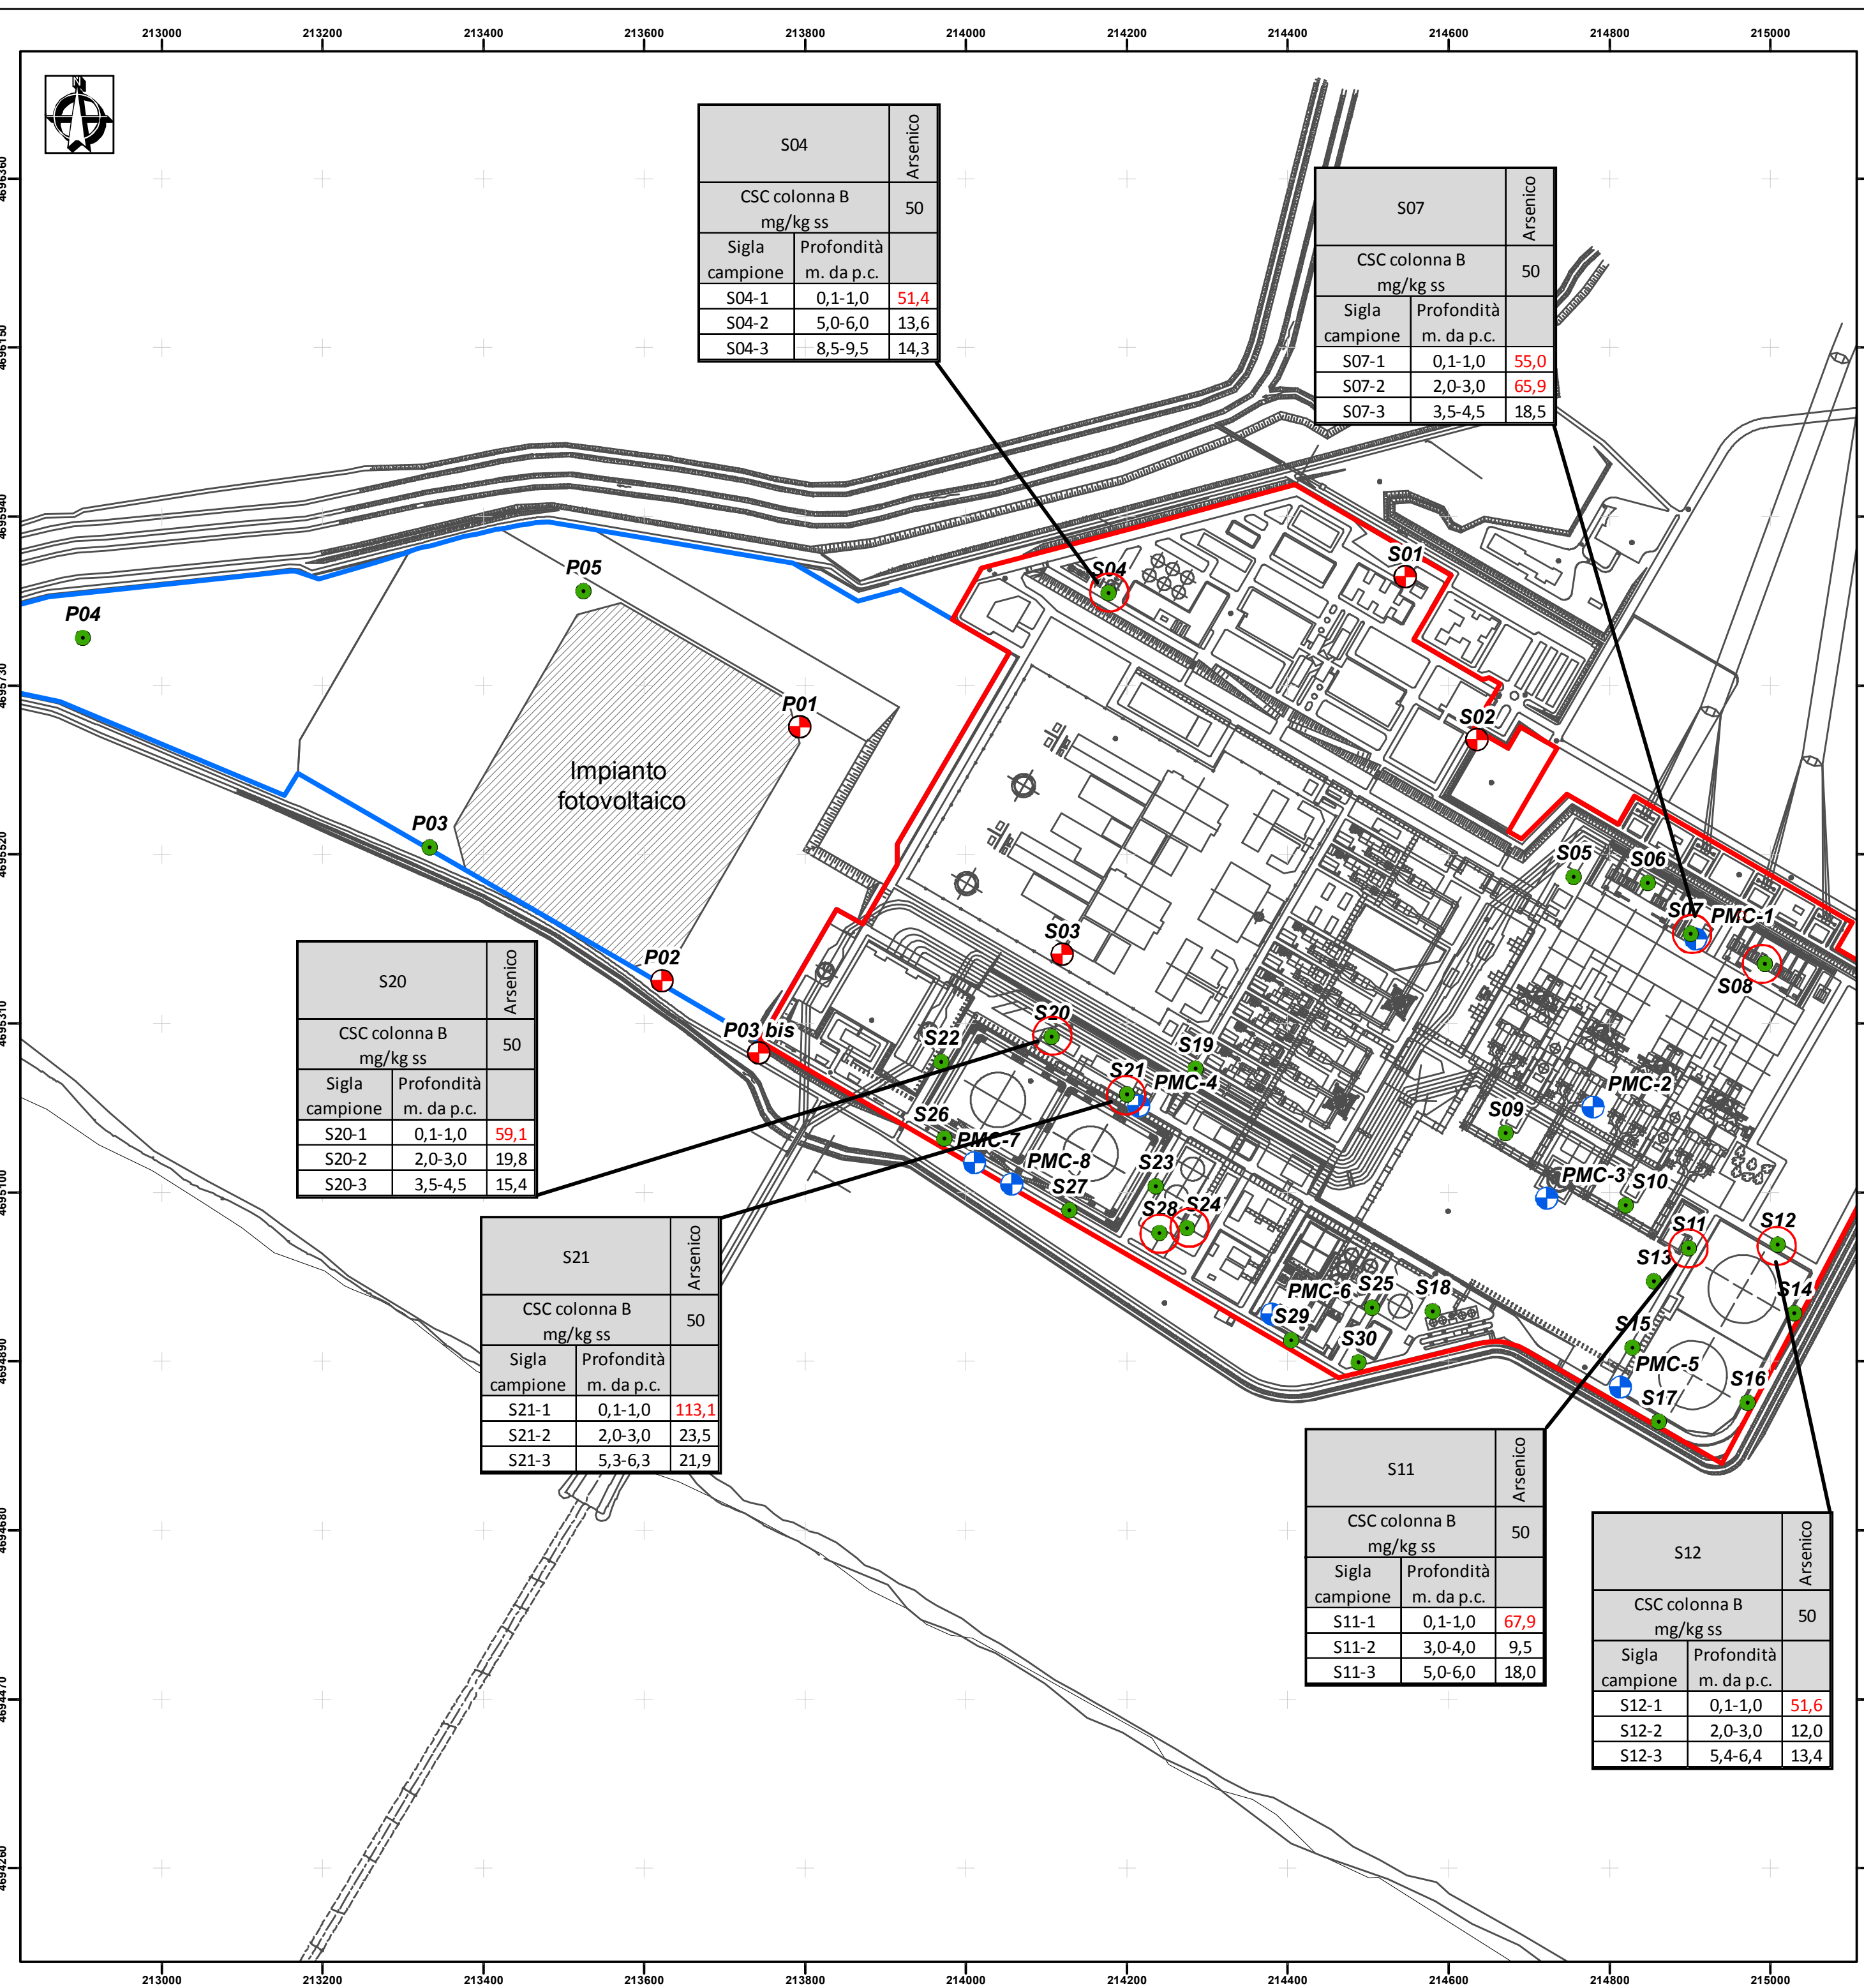 213000 213200 213400 213600 213800 214000 214200 214400 214600 214800 215000
N
4696360
4696150
4695940
4695730
4695520
4695310
4695100
4694890
4694680
4694470
4694260
S04 Arsenico
CSC colonna B
mg/kg ss 50
Sigla campione Profondità m. da p.c.
S04-1 0,1-1,0 51,4
S04-2 5,0-6,0 13,6
S04-3 8,5-9,5 14,3
S07 Arsenico
CSC colonna B
mg/kg ss 50
Sigla campione Profondità m. da p.c.
S07-1 0,1-1,0 55,0
S07-2 2,0-3,0 65,9
S07-3 3,5-4,5 18,5
S01
P05
S04
P04
P01
S02
Impianto
fotovoltaico
P03
S05
S06
S07
PMC-1
S03
P02
S08
S20 Arsenico
CSC colonna B
mg/kg ss 50
Sigla campione Profondità m. da p.c.
S20-1 0,1-1,0 59,1
S20-2 2,0-3,0 19,8
S20-3 3,5-4,5 15,4
P03 bis
S20
S22
S19
S21
PMC-4
PMC-2
S26
S09
PMC-7
PMC-8
S23
PMC-3
S10
S27
S28
S24
S11
S12
S13
S21 Arsenico
CSC colonna B
mg/kg ss 50
Sigla campione Profondità m. da p.c.
S21-1 0,1-1,0 113,1
S21-2 2,0-3,0 23,5
S21-3 5,3-6,3 21,9
PMC-6
S25
S18
S14
S29
S15
S30
PMC-5
S16
S17
S11 Arsenico
CSC colonna B
mg/kg ss 50
Sigla campione Profondità m. da p.c.
S11-1 0,1-1,0 67,9
S11-2 3,0-4,0 9,5
S11-3 5,0-6,0 18,0
S12 Arsenico
CSC colonna B
mg/kg ss 50
Sigla campione Profondità m. da p.c.
S12-1 0,1-1,0 51,6
S12-2 2,0-3,0 12,0
S12-3 5,4-6,4 13,4
213000 213200 213400 213600 213800 214000 214200 214400 214600 214800 215000